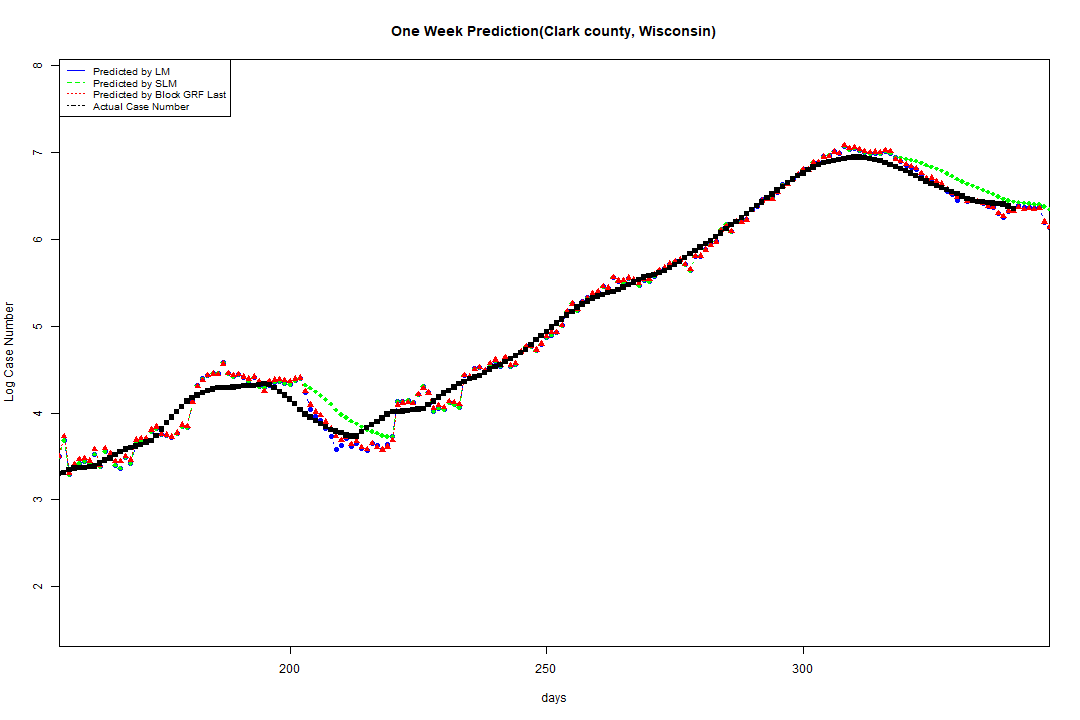 One Week Prediction(Clark county, Wisconsin)
Predicted by LM
Predicted by SLM
Predicted by Block GRF Last
Actual Case Number
8
7
6
5
4
3
2
Log Case Number
200
250
300
days